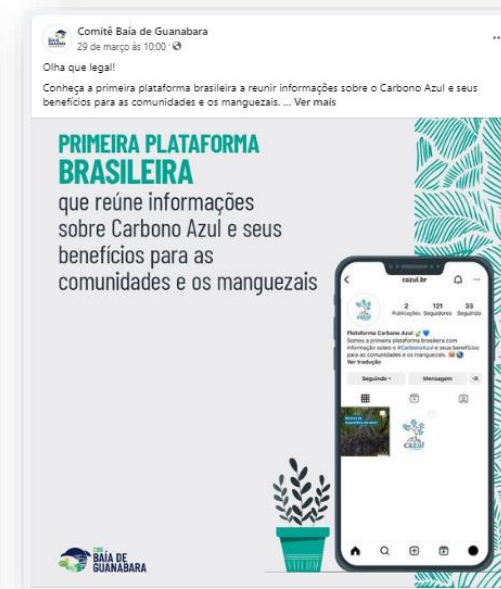 Comitê Baía de Guanabara
29 de março às 10:00 ·
Olha que legal!
Conheça a primeira plataforma brasileira a reunir informações sobre o Carbono Azul e seus
benefícios para as comunidades e os manguezais. ... Ver mais
PRIMEIRA PLATAFORMA
BRASILEIRA
que reúne informações
sobre Carbono Azul e seus
benefícios para as
comunidades e os manguezais
cazul.br
2 121 33
Publicações Seguidores Seguindo
Plataforma Carbono Azul
Somos a primeira plataforma brasileira com
informação sobre o #CarbonoAzul e seus benefícios
para as comunidades e os manguezais.
Ver tradução
Seguindo Mensagem
cazul
BAÍA DE
GUANABARA